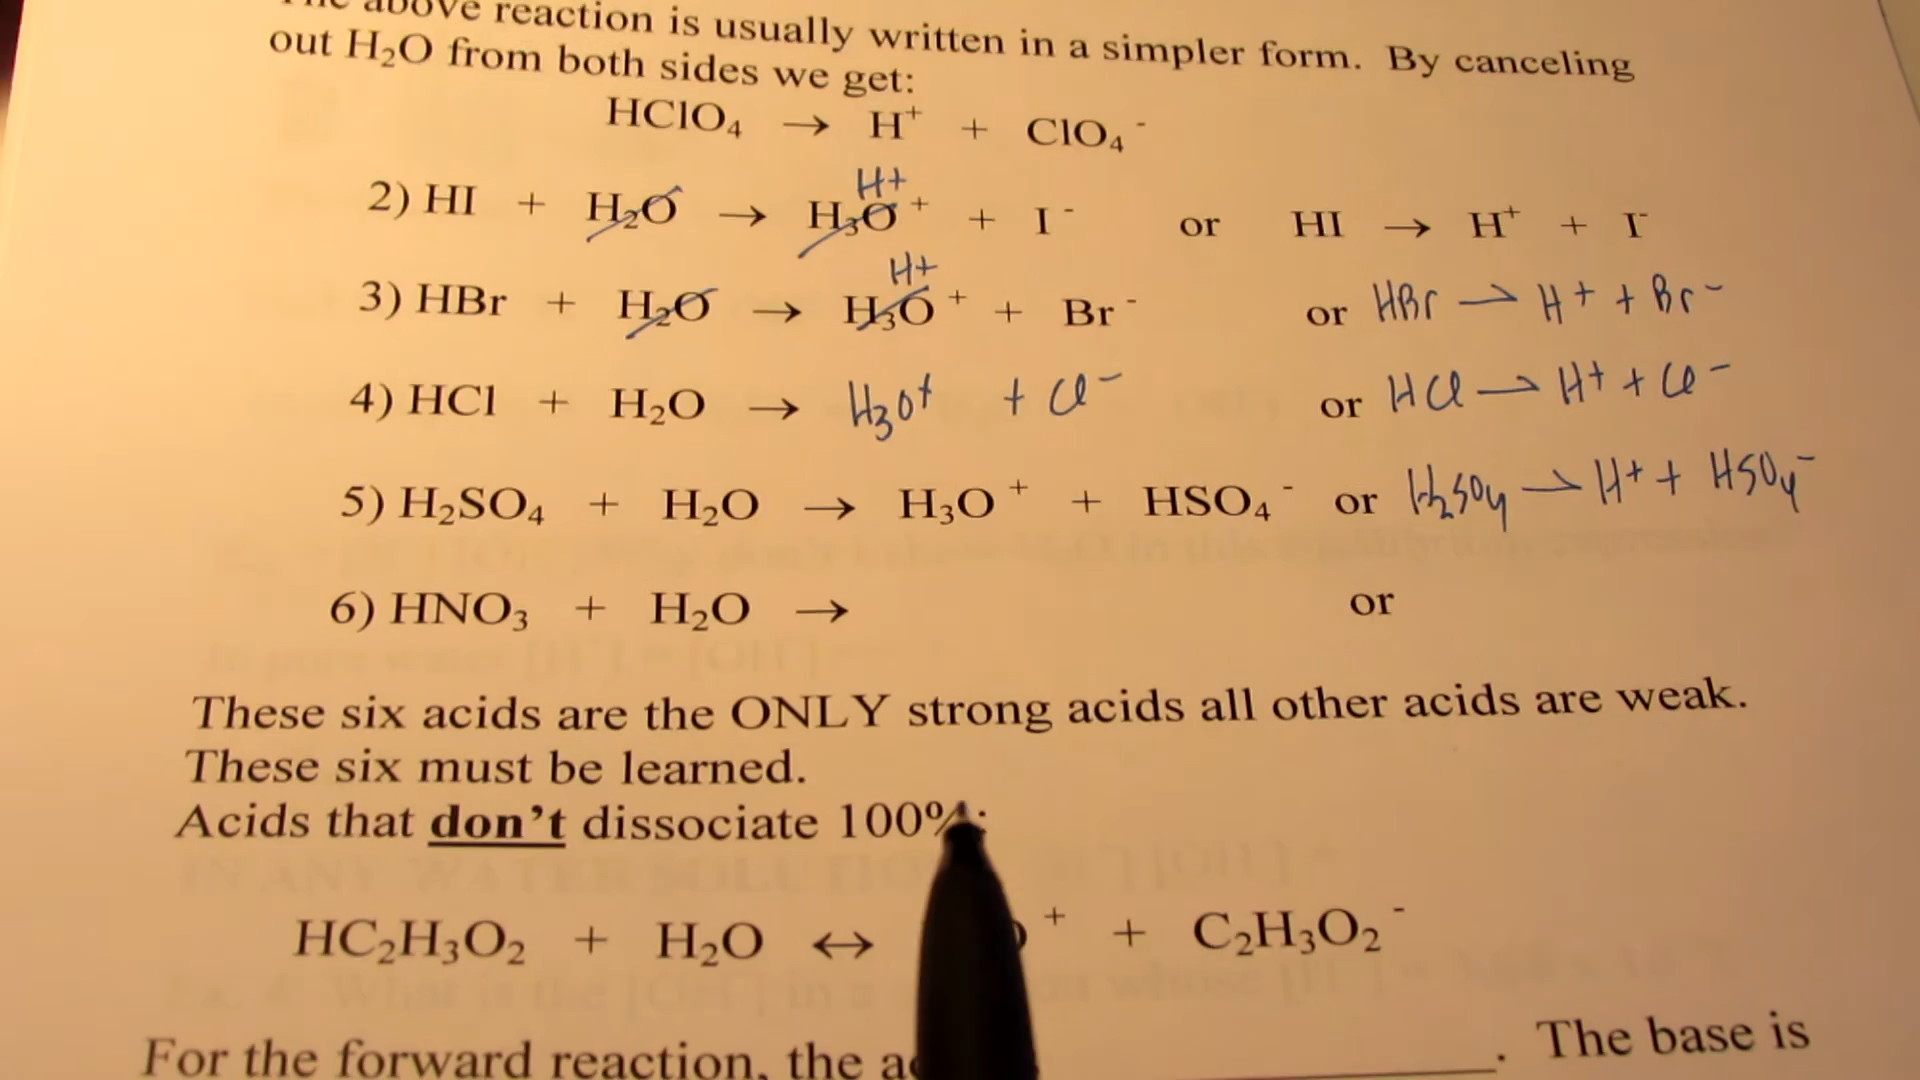 The above reaction is usually written in a simpler form. By canceling
out H₂O from both sides we get:
HClO₄ → H⁺ + ClO₄⁻
H+
2) HI + H₂O → H₃O⁺ + I⁻ or HI → H⁺ + I⁻
H+
3) HBr + H₂O → H₃O⁺ + Br⁻ or HBr → H+ + Br⁻
4) HCl + H₂O → H₃O⁺ + Cl⁻ or HCl → H+ + Cl⁻
5) H₂SO₄ + H₂O → H₃O⁺ + HSO₄⁻ or H₂SO₄ → H+ + HSO₄⁻
6) HNO₃ + H₂O → or
These six acids are the ONLY strong acids all other acids are weak.
These six must be learned.
Acids that don't dissociate 100%:
HC₂H₃O₂ + H₂O ↔ ⁺ + C₂H₃O₂⁻
For the forward reaction, the . The base is